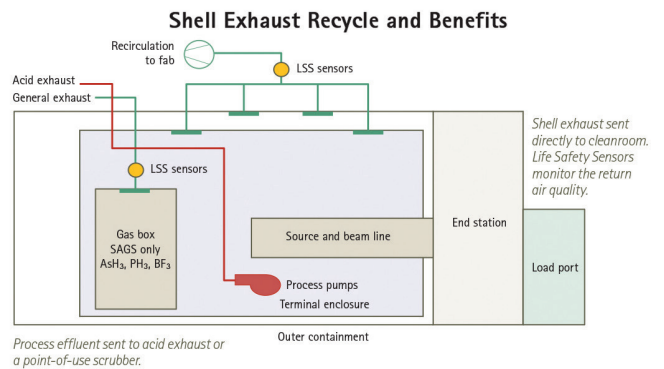 Shell Exhaust Recycle and Benefits
Recirculation
to fab
LSS sensors
Acid exhaust
General exhaust
Shell exhaust sent
directly to cleanroom.
Life Safety Sensors
monitor the return
air quality.
LSS sensors
Gas box
SAGS only
AsH₃, PH₃, BF₃
Source and beam line
End station
Load port
Process pumps
Terminal enclosure
Outer containment
Process effluent sent to acid exhaust or
a point-of-use scrubber.